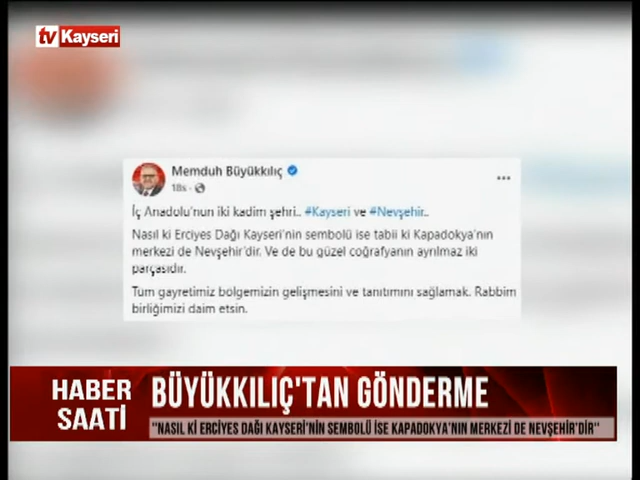 tv Kayseri
Memduh Büyükkılıç
18s
İç Anadolu'nun iki kadim şehri.. #Kayseri ve #Nevşehir..
Nasıl ki Erciyes Dağı Kayseri'nin sembolü ise tabii ki Kapadokya'nın
merkezi de Nevşehir'dir. Ve de bu güzel coğrafyanın ayrılmaz iki
parçasıdır.
Tüm gayretimiz bölgemizin gelişmesini ve tanıtımını sağlamak. Rabbim
birliğimizi daim etsin.
HABER
SAATİ
BÜYÜKKILIÇ'TAN GÖNDERME
"NASIL Kİ ERCİYES DAĞI KAYSERİ'NİN SEMBOLÜ İSE KAPADOKYA'NIN MERKEZİ DE NEVŞEHİR'DİR"